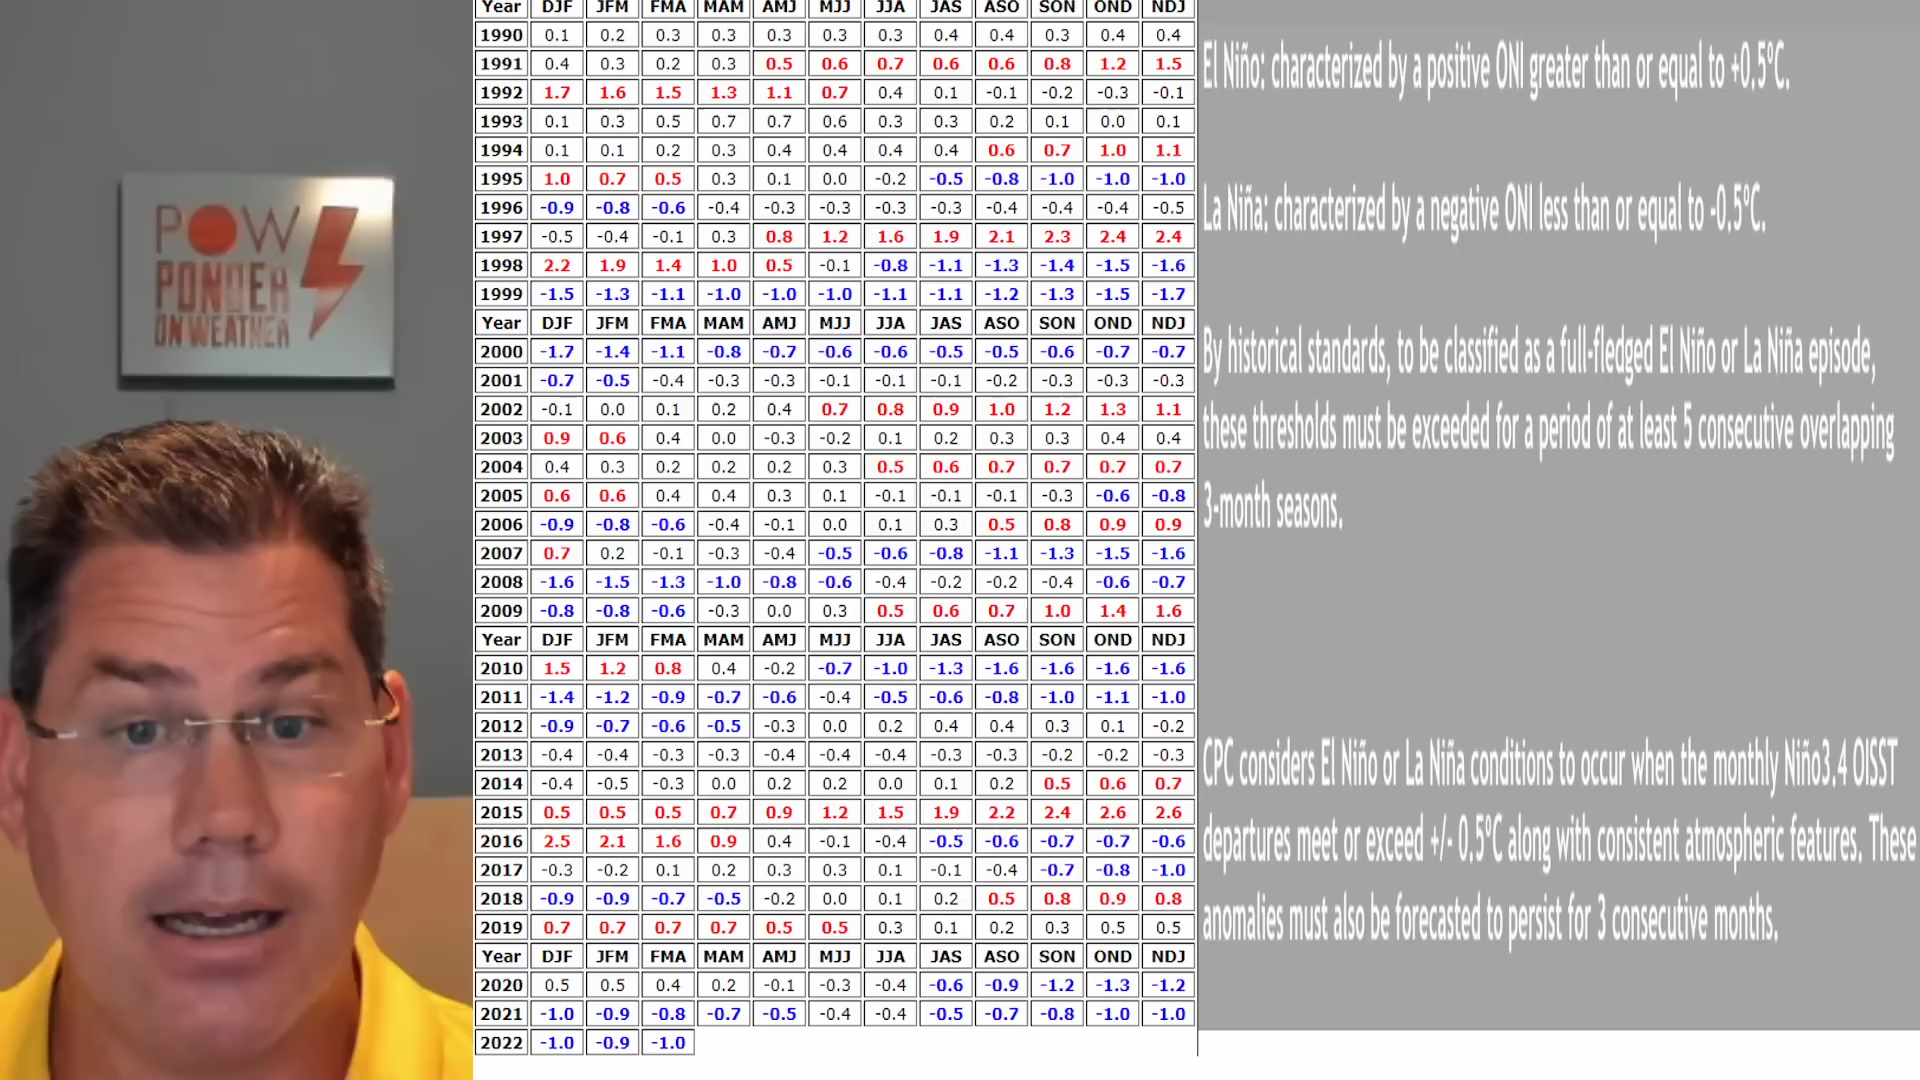 POW
PONDER
ON WEATHER
Year DJF JFM FMA MAM AMJ MJJ JJA JAS ASO SON OND NDJ
1990 0.1 0.2 0.3 0.3 0.3 0.3 0.3 0.4 0.4 0.3 0.4 0.4
1991 0.4 0.3 0.2 0.3 0.5 0.6 0.7 0.6 0.6 0.8 1.2 1.5
1992 1.7 1.6 1.5 1.3 1.1 0.7 0.4 0.1 -0.1 -0.2 -0.3 -0.1
1993 0.1 0.3 0.5 0.7 0.7 0.6 0.3 0.3 0.2 0.1 0.0 0.1
1994 0.1 0.1 0.2 0.3 0.4 0.4 0.4 0.4 0.6 0.7 1.0 1.1
1995 1.0 0.7 0.5 0.3 0.1 0.0 -0.2 -0.5 -0.8 -1.0 -1.0 -1.0
1996 -0.9 -0.8 -0.6 -0.4 -0.3 -0.3 -0.3 -0.3 -0.4 -0.4 -0.4 -0.5
1997 -0.5 -0.4 -0.1 0.3 0.8 1.2 1.6 1.9 2.1 2.3 2.4 2.4
1998 2.2 1.9 1.4 1.0 0.5 -0.1 -0.8 -1.1 -1.3 -1.4 -1.5 -1.6
1999 -1.5 -1.3 -1.1 -1.0 -1.0 -1.0 -1.1 -1.1 -1.2 -1.3 -1.5 -1.7
Year DJF JFM FMA MAM AMJ MJJ JJA JAS ASO SON OND NDJ
2000 -1.7 -1.4 -1.1 -0.8 -0.7 -0.6 -0.6 -0.5 -0.5 -0.6 -0.7 -0.7
2001 -0.7 -0.5 -0.4 -0.3 -0.3 -0.1 -0.1 -0.1 -0.2 -0.3 -0.3 -0.3
2002 -0.1 0.0 0.1 0.2 0.4 0.7 0.8 0.9 1.0 1.2 1.3 1.1
2003 0.9 0.6 0.4 0.0 -0.3 -0.2 0.1 0.2 0.3 0.3 0.4 0.4
2004 0.4 0.3 0.2 0.2 0.2 0.3 0.5 0.6 0.7 0.7 0.7 0.7
2005 0.6 0.6 0.4 0.4 0.3 0.1 -0.1 -0.1 -0.1 -0.3 -0.6 -0.8
2006 -0.9 -0.8 -0.6 -0.4 -0.1 0.0 0.1 0.3 0.5 0.8 0.9 0.9
2007 0.7 0.2 -0.1 -0.3 -0.4 -0.5 -0.6 -0.8 -1.1 -1.3 -1.5 -1.6
2008 -1.6 -1.5 -1.3 -1.0 -0.8 -0.6 -0.4 -0.2 -0.2 -0.4 -0.6 -0.7
2009 -0.8 -0.8 -0.6 -0.3 0.0 0.3 0.5 0.6 0.7 1.0 1.4 1.6
Year DJF JFM FMA MAM AMJ MJJ JJA JAS ASO SON OND NDJ
2010 1.5 1.2 0.8 0.4 -0.2 -0.7 -1.0 -1.3 -1.6 -1.6 -1.6 -1.6
2011 -1.4 -1.2 -0.9 -0.7 -0.6 -0.4 -0.5 -0.6 -0.8 -1.0 -1.1 -1.0
2012 -0.9 -0.7 -0.6 -0.5 -0.3 0.0 0.2 0.4 0.4 0.3 0.1 -0.2
2013 -0.4 -0.4 -0.3 -0.3 -0.4 -0.4 -0.4 -0.3 -0.3 -0.2 -0.2 -0.3
2014 -0.4 -0.5 -0.3 0.0 0.2 0.2 0.0 0.1 0.2 0.5 0.6 0.7
2015 0.5 0.5 0.5 0.7 0.9 1.2 1.5 1.9 2.2 2.4 2.6 2.6
2016 2.5 2.1 1.6 0.9 0.4 -0.1 -0.4 -0.5 -0.6 -0.7 -0.7 -0.6
2017 -0.3 -0.2 0.1 0.2 0.3 0.3 0.1 -0.1 -0.4 -0.7 -0.8 -1.0
2018 -0.9 -0.9 -0.7 -0.5 -0.2 0.0 0.1 0.2 0.5 0.8 0.9 0.8
2019 0.7 0.7 0.7 0.7 0.5 0.5 0.3 0.1 0.2 0.3 0.5 0.5
Year DJF JFM FMA MAM AMJ MJJ JJA JAS ASO SON OND NDJ
2020 0.5 0.5 0.4 0.2 -0.1 -0.3 -0.4 -0.6 -0.9 -1.2 -1.3 -1.2
2021 -1.0 -0.9 -0.8 -0.7 -0.5 -0.4 -0.4 -0.5 -0.7 -0.8 -1.0 -1.0
2022 -1.0 -0.9 -1.0
El Niño: characterized by a positive ONI greater than or equal to +0.5ºC.
La Niña: characterized by a negative ONI less than or equal to -0.5ºC.
By historical standards, to be classified as a full-fledged El Niño or La Niña episode,
these thresholds must be exceeded for a period of at least 5 consecutive overlapping
3-month seasons.
CPC considers El Niño or La Niña conditions to occur when the monthly Niño3.4 OISST
departures meet or exceed +/- 0.5ºC along with consistent atmospheric features. These
anomalies must also be forecasted to persist for 3 consecutive months.